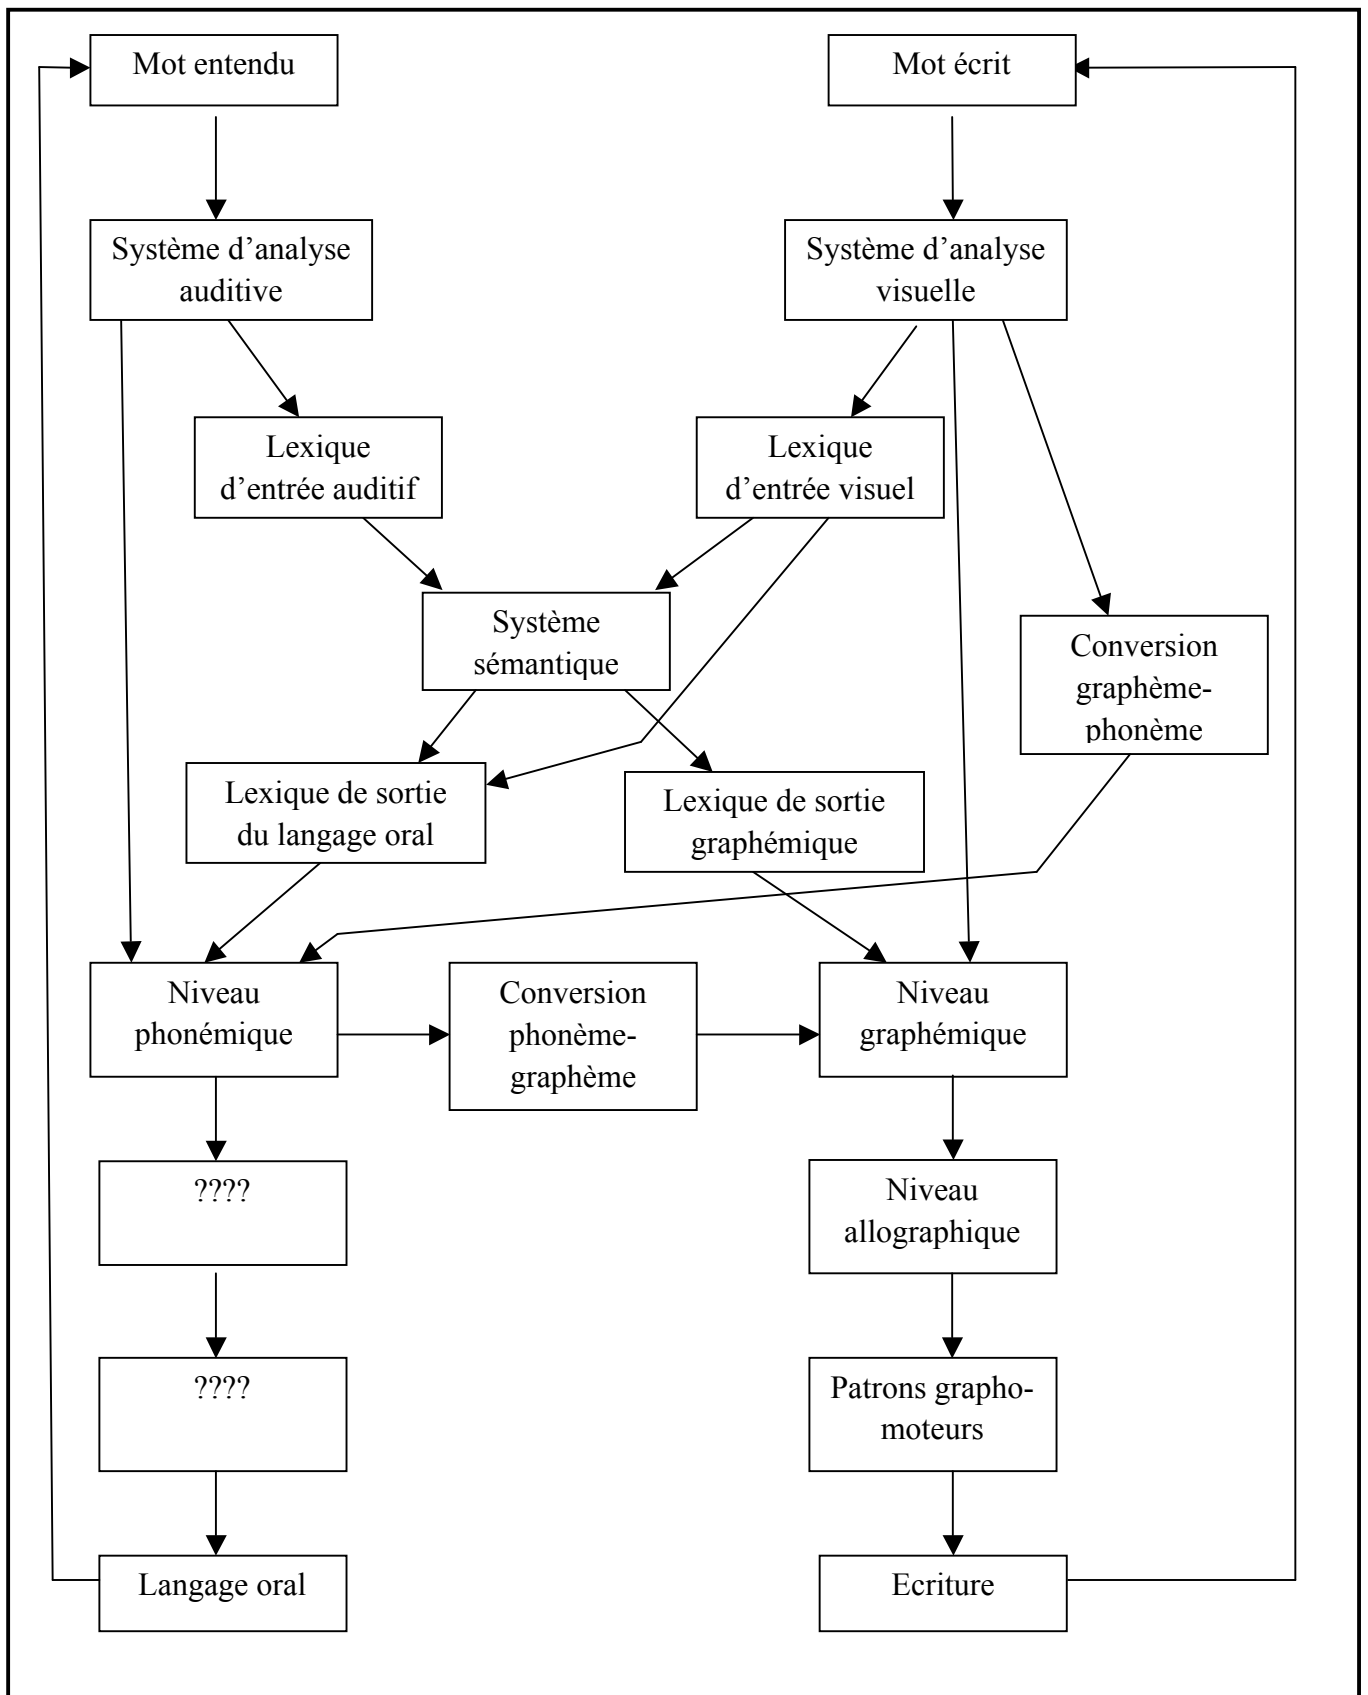 Mot entendu
Mot écrit
Système d’analyse
auditive
Système d’analyse
visuelle
Lexique
d’entrée auditif
Lexique
d’entrée visuel
Système
sémantique
Conversion
graphème-
phonème
Lexique de sortie
du langage oral
Lexique de sortie
graphémique
Niveau
phonémique
Conversion
phonème-
graphème
Niveau
graphémique
????
Niveau
allographique
????
Patrons grapho-
moteurs
Langage oral
Ecriture